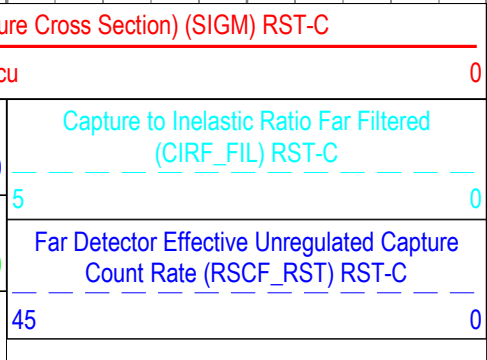 ure Cross Section) (SIGM) RST-C
cu 0
Capture to Inelastic Ratio Far Filtered
(CIRF_FIL) RST-C
5 0
Far Detector Effective Unregulated Capture
Count Rate (RSCF_RST) RST-C
45 0